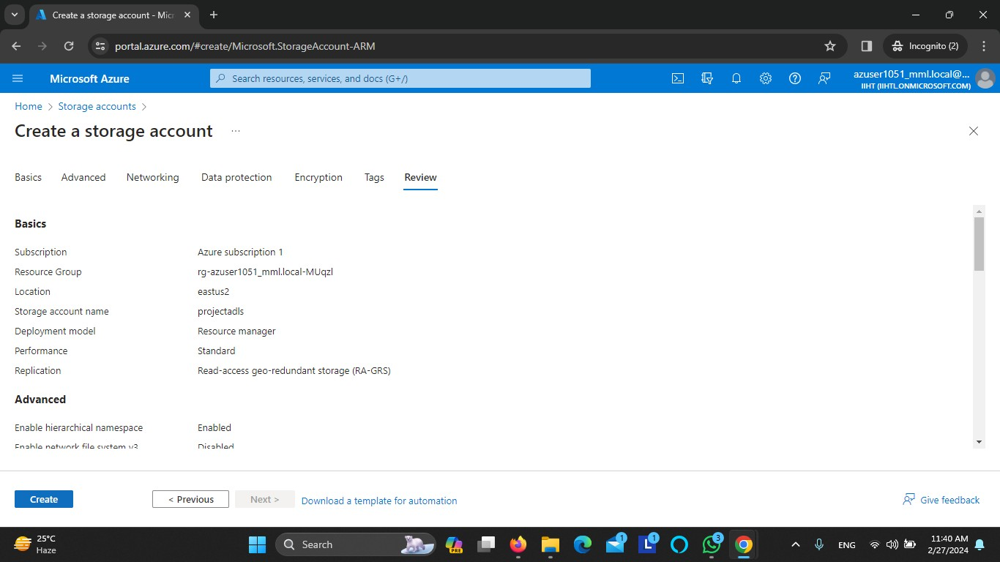 Create a storage account - Mic
portal.azure.com/#create/Microsoft.StorageAccount-ARM
Incognito (2)
Microsoft Azure
Search resources, services, and docs (G+/)
azuser1051_mml.local@...
IIHT (IIHTL.ONMICROSOFT.COM)
Home > Storage accounts >
Create a storage account ...
Basics Advanced Networking Data protection Encryption Tags Review
Basics
Subscription Azure subscription 1
Resource Group rg-azuser1051_mml.local-MUqzl
Location eastus2
Storage account name projectadls
Deployment model Resource manager
Performance Standard
Replication Read-access geo-redundant storage (RA-GRS)
Advanced
Enable hierarchical namespace Enabled
Enable network file system v3 Disabled
Create < Previous Next > Download a template for automation Give feedback
25°C
Haze
Search
PRE
1
1
3
ENG
11:40 AM
2/27/2024